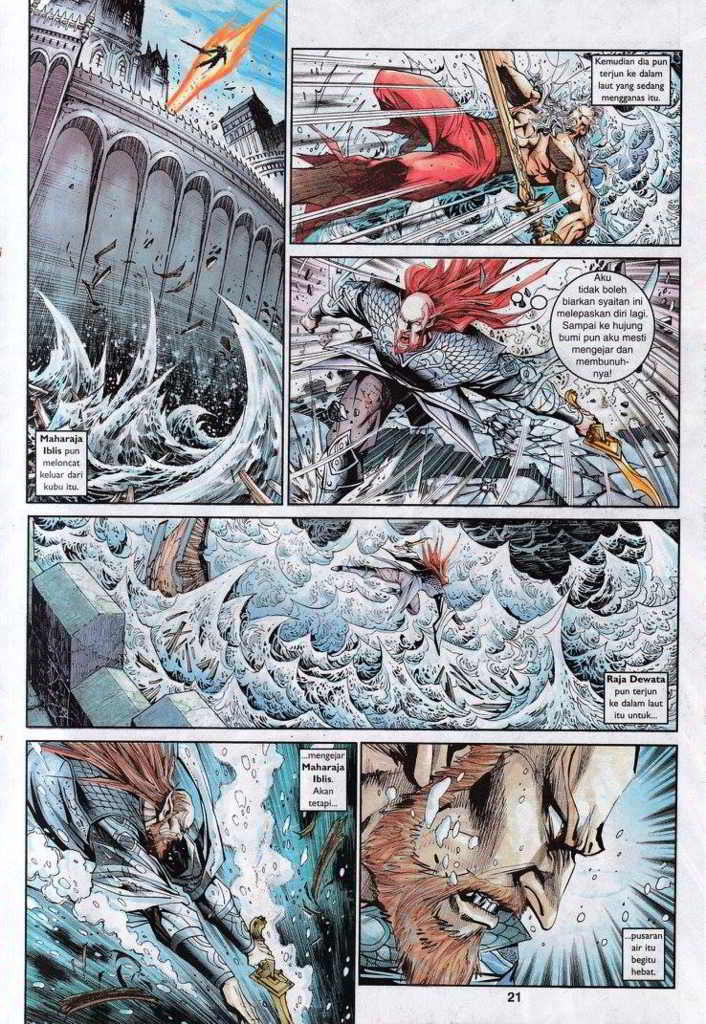 Maharaja
Iblis pun
meloncat
keluar dari
kubu itu.
Kemudian dia pun
terjun ke dalam
laut yang sedang
mengganas itu.
Aku
tidak boleh
biarkan syaitan ini
melepaskan diri lagi.
Sampai ke hujung
bumi pun aku mesti
mengejar dan
membunuh-
nya!
Raja Dewata
pun terjun
ke dalam laut
itu untuk...
...mengejar
Maharaja
Iblis.
Akan
tetapi...
...pusaran
air itu
begitu
hebat.
21